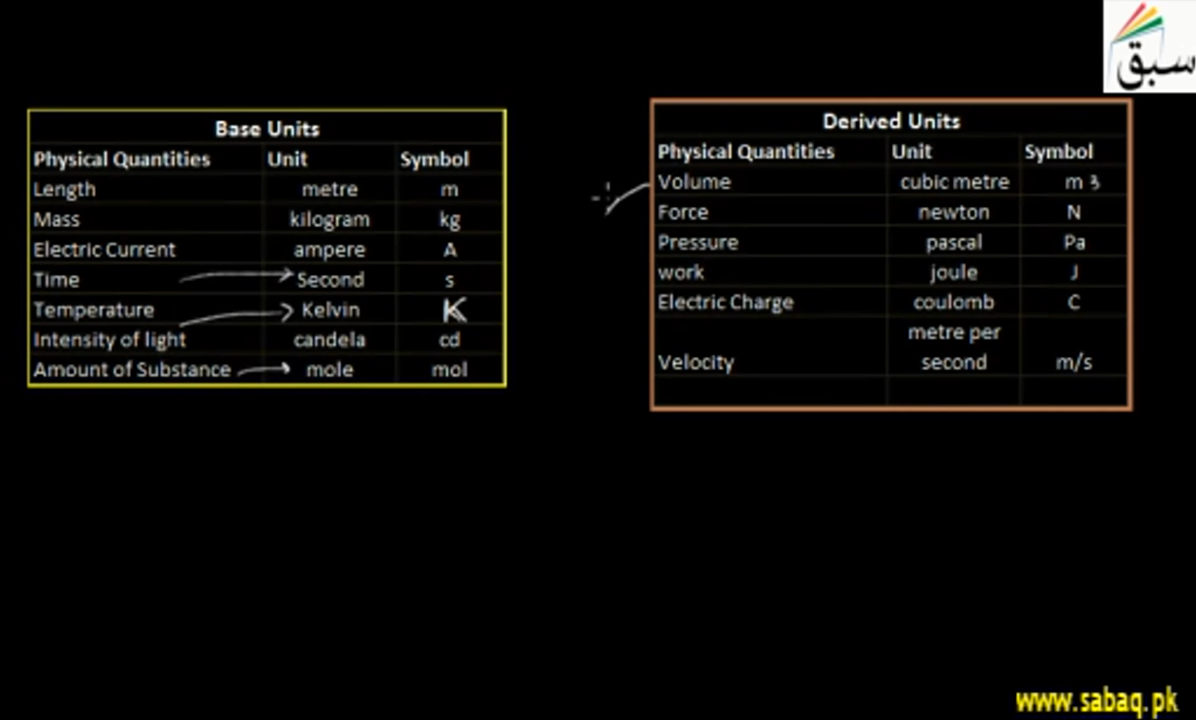 سبق
Base Units
Physical Quantities Unit Symbol
Length metre m
Mass kilogram kg
Electric Current ampere A
Time Second s
Temperature Kelvin K
Intensity of light candela cd
Amount of Substance mole mol
Derived Units
Physical Quantities Unit Symbol
Volume cubic metre m 3
Force newton N
Pressure pascal Pa
work joule J
Electric Charge coulomb C
metre per
Velocity second m/s
www.sabaq.pk